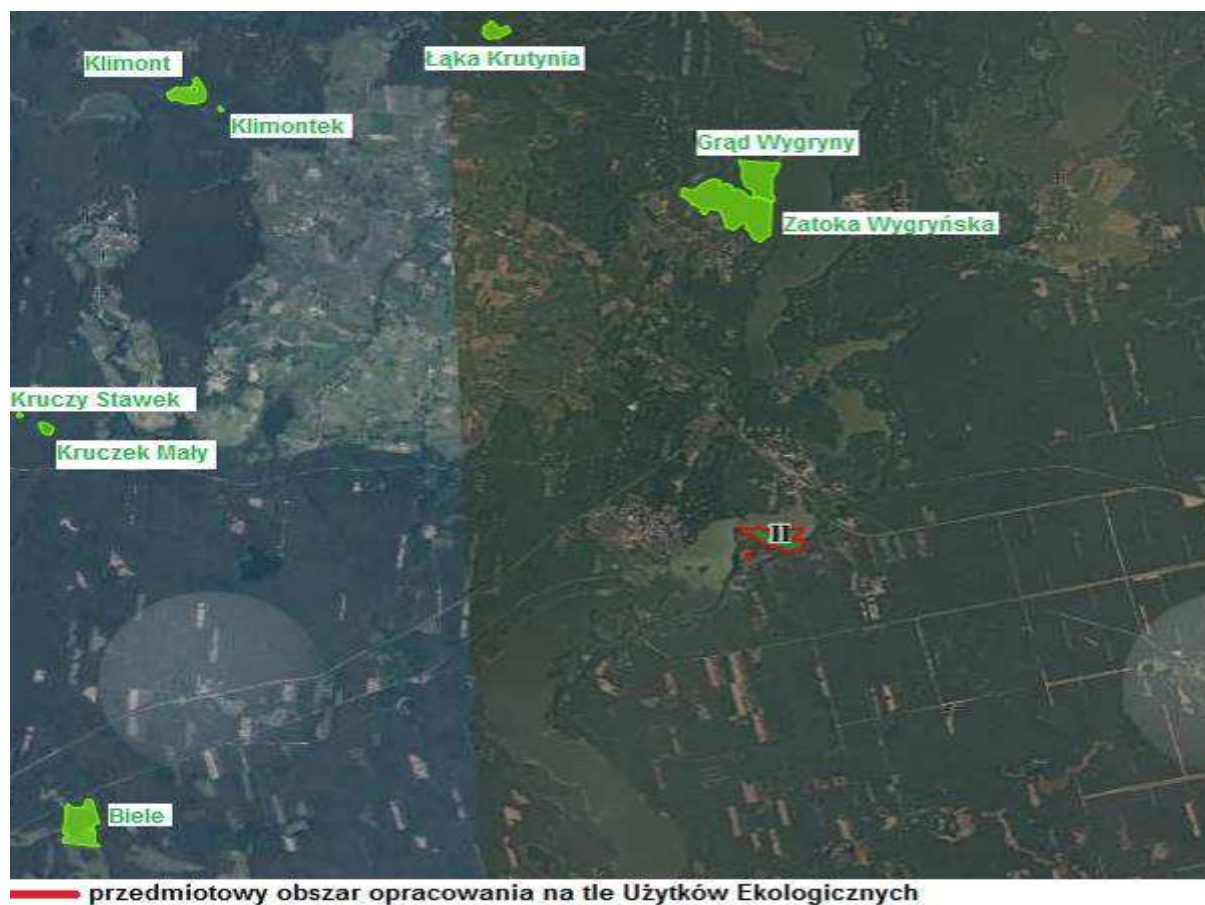 Łąka Krutynia
Klimont
Klimontek
Grąd Wygryny
Zatoka Wygryńska
Kruczy Stawek
Kruczek Mały
II
Biele
przedmiotowy obszar opracowania na tle Użytków Ekologicznych